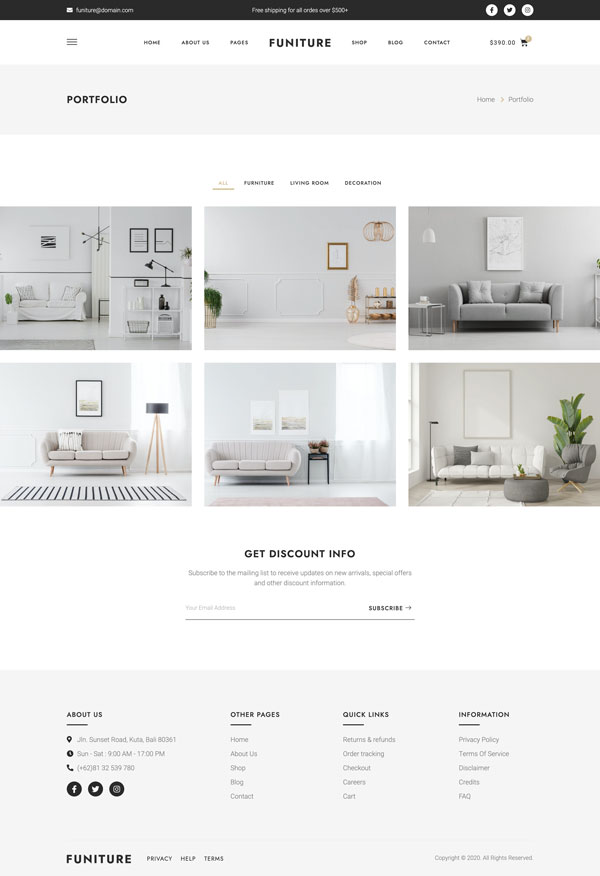 funiture@domain.com
Free shipping for all ordes over $500+
HOME ABOUT US PAGES FUNITURE SHOP BLOG CONTACT $390.00
PORTFOLIO
Home > Portfolio
ALL FURNITURE LIVING ROOM DECORATION
GET DISCOUNT INFO
Subscribe to the mailing list to receive updates on new arrivals, special offers
and other discount information.
Your Email Address SUBSCRIBE →
ABOUT US
Jln. Sunset Road, Kuta, Bali 80361
Sun - Sat : 9:00 AM - 17:00 PM
(+62)81 32 539 780
OTHER PAGES
Home
About Us
Shop
Blog
Contact
QUICK LINKS
Returns & refunds
Order tracking
Checkout
Careers
Cart
INFORMATION
Privacy Policy
Terms Of Service
Disclaimer
Credits
FAQ
FUNITURE PRIVACY HELP TERMS
Copyright © 2020. All Rights Reserved.